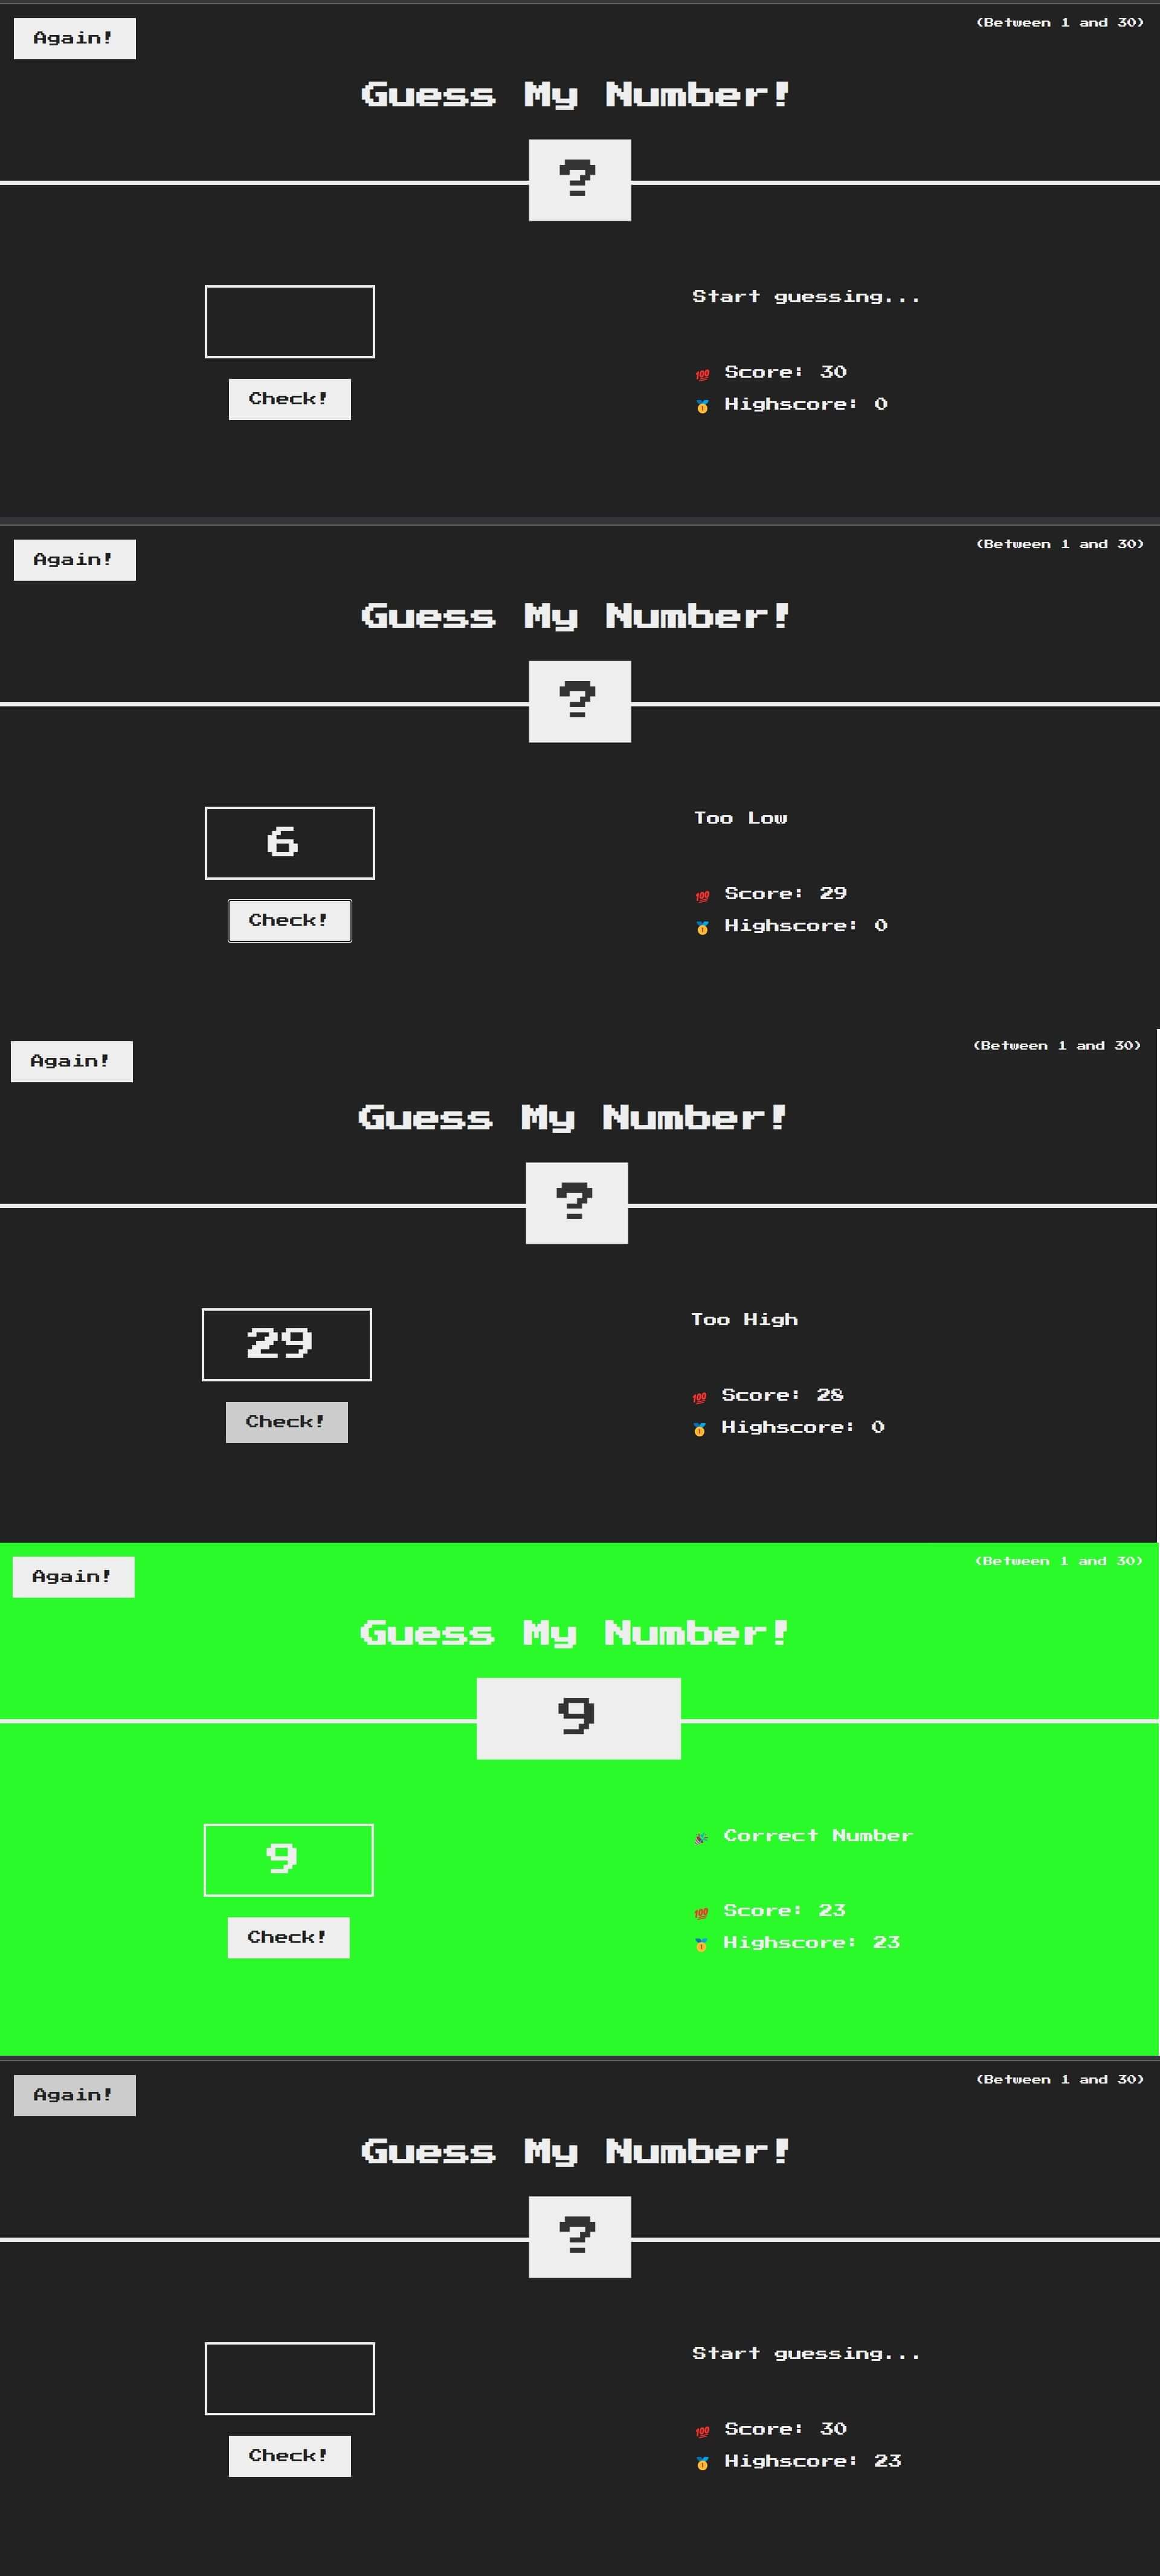 Again!
(Between 1 and 30)
Guess My Number!
?
Start guessing...
💯 Score: 30
Check!
🥇 Highscore: 0
Again!
(Between 1 and 30)
Guess My Number!
?
6
Too Low
💯 Score: 29
Check!
🥇 Highscore: 0
Again!
(Between 1 and 30)
Guess My Number!
?
29
Too High
💯 Score: 28
Check!
🥇 Highscore: 0
Again!
(Between 1 and 30)
Guess My Number!
9
9
🎉 Correct Number
💯 Score: 23
Check!
🥇 Highscore: 23
Again!
(Between 1 and 30)
Guess My Number!
?
Start guessing...
💯 Score: 30
Check!
🥇 Highscore: 23